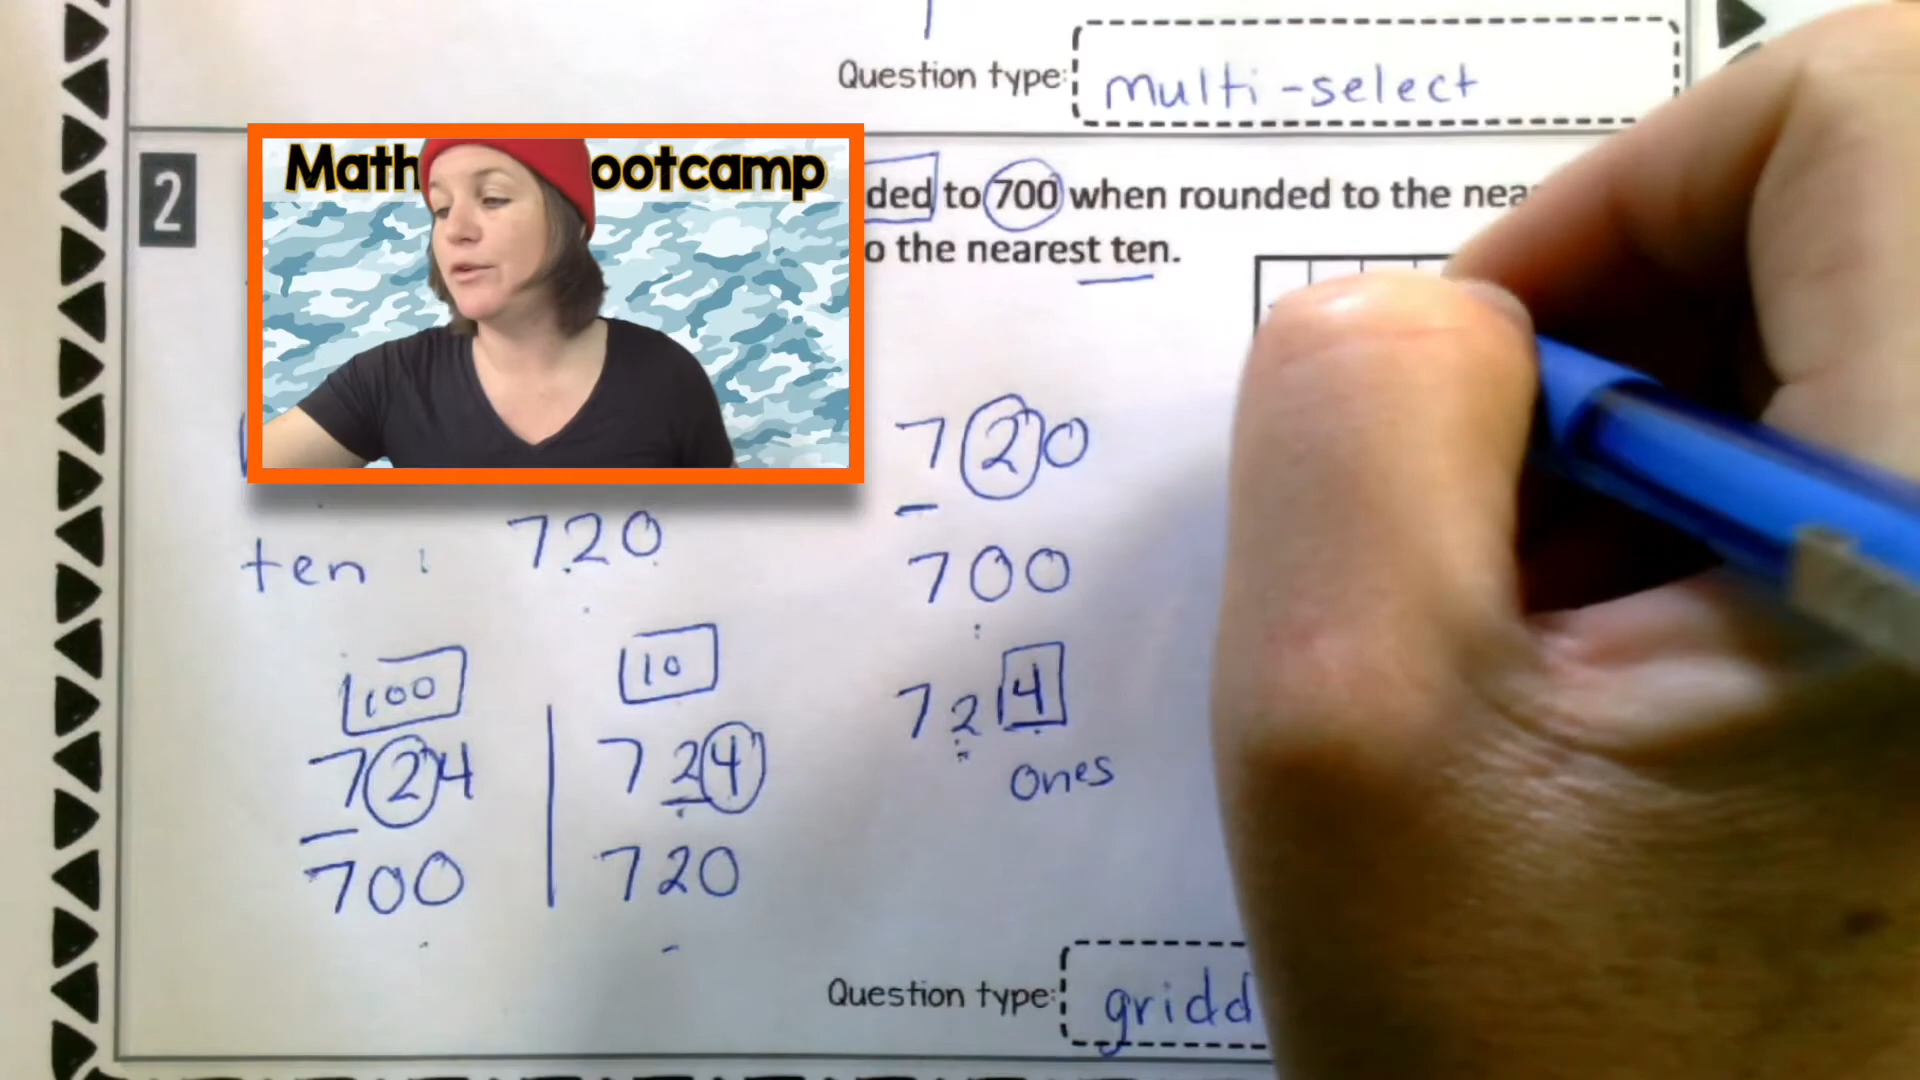 Question type: multi-select
2
Math ootcamp
ded to 700 when rounded to the nea
o the nearest ten.
720
ten : 720
700
100
10
724
724
724
ones
700
720
Question type: gridd